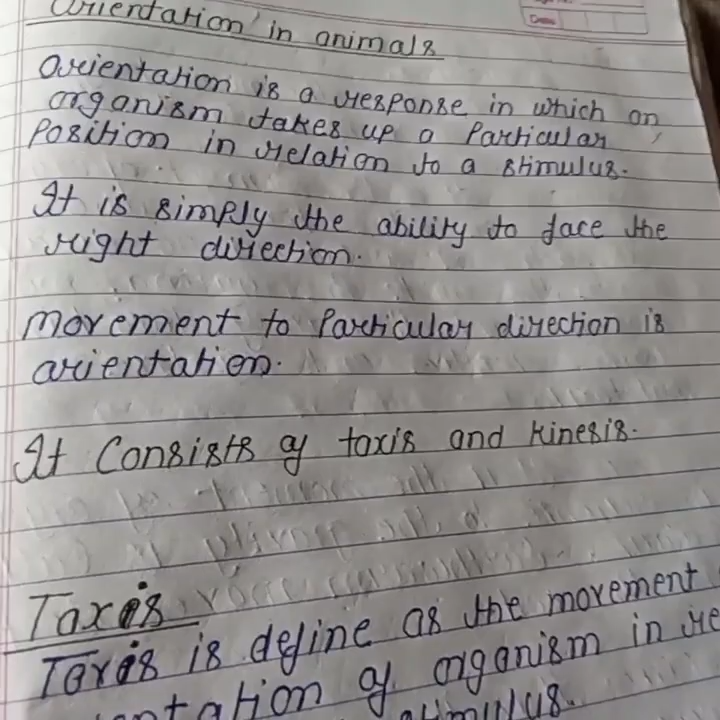 Orientation in animals
Date
Orientation is a response in which an
organism takes up a Particular
Position in relation to a stimulus.
It is simply the ability to face the
right direction.
Movement to Particular direction is
orientation.
It Consists of taxis and kinesis.
Taxis
Taxis is define as the movement
of organism in
stimulus.